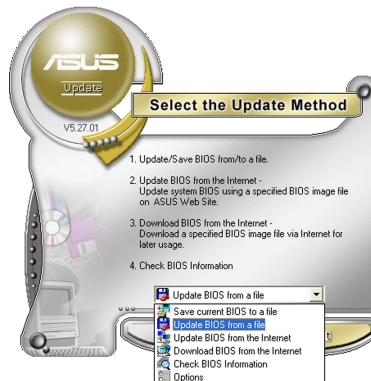 ASUS
Update
V5.27.01
Select the Update Method
1. Update/Save BIOS from/to a file.
2. Update BIOS from the Internet -
Update system BIOS using a specified BIOS image file
on ASUS Web Site.
3. Download BIOS from the Internet -
Download a specified BIOS image file via Internet for
later usage.
4. Check BIOS Information
Update BIOS from a file
Save current BIOS to a file
Update BIOS from a file
Update BIOS from the Internet
Download BIOS from the Internet
Check BIOS Information
Options